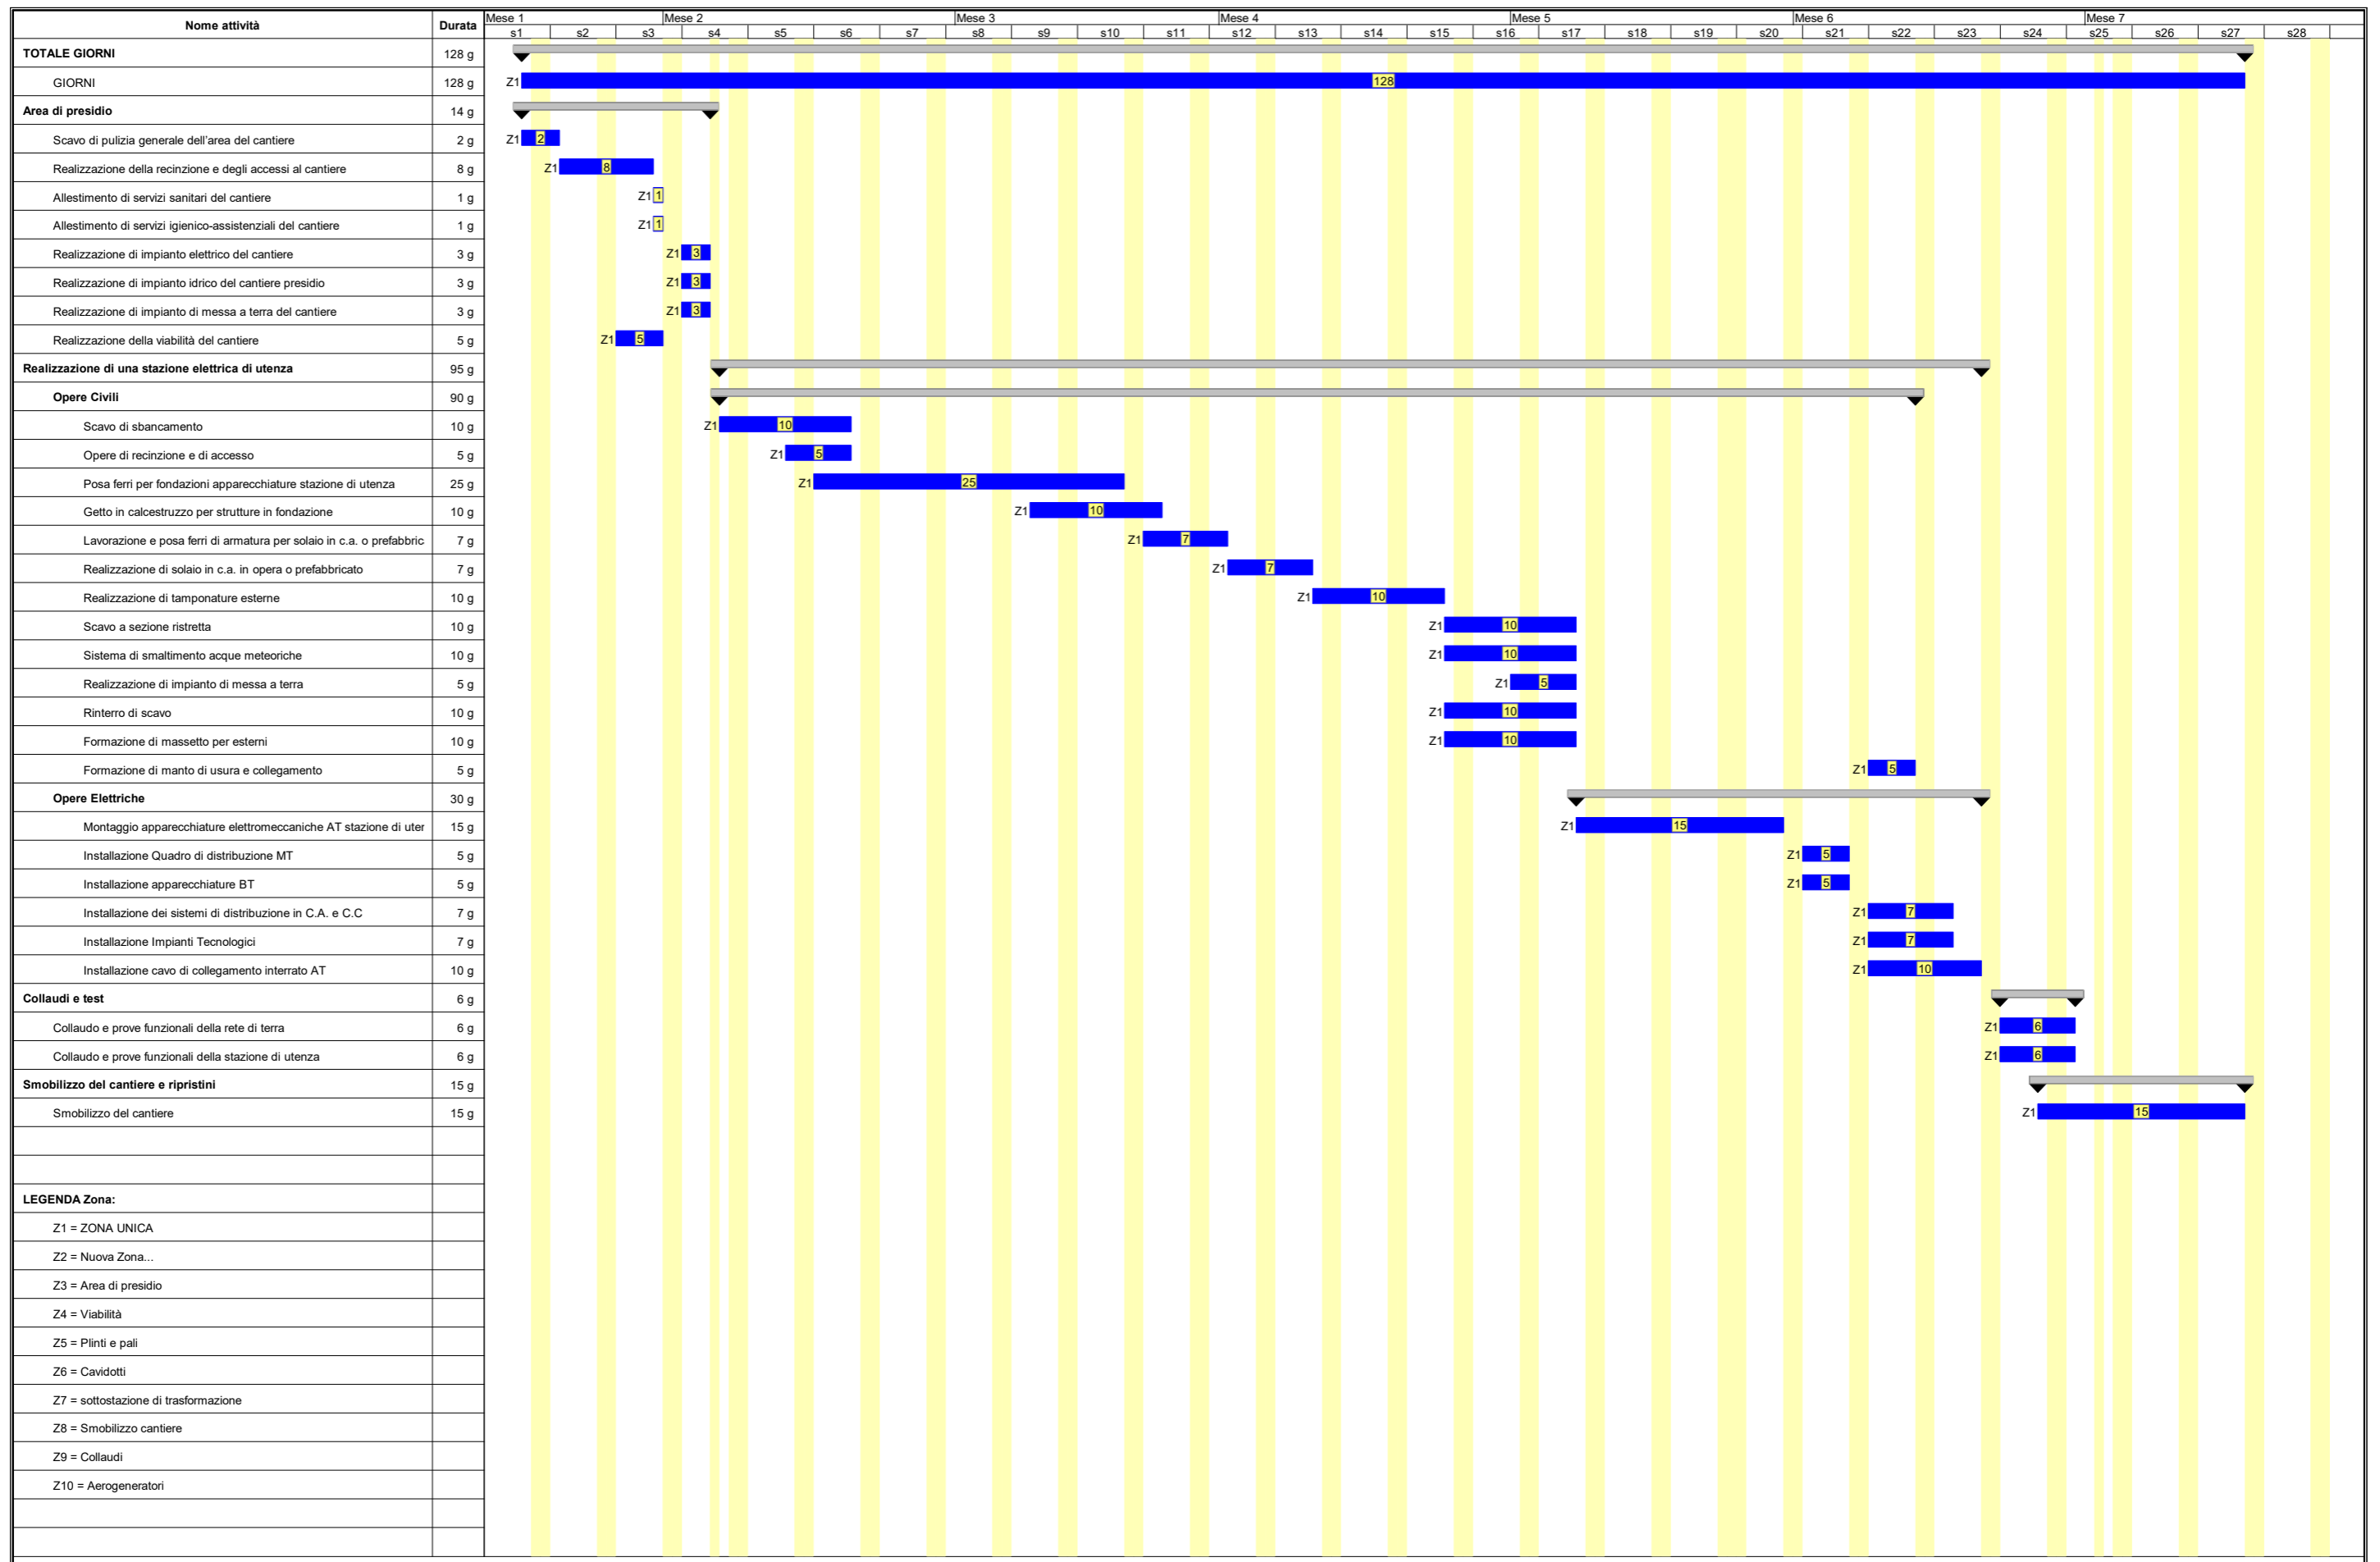 Nome attività Durata Mese 1 Mese 2 Mese 3 Mese 4 Mese 5 Mese 6 Mese 7
s1 s2 s3 s4 s5 s6 s7 s8 s9 s10 s11 s12 s13 s14 s15 s16 s17 s18 s19 s20 s21 s22 s23 s24 s25 s26 s27 s28
TOTALE GIORNI 128 g
GIORNI 128 g Z1 128
Area di presidio 14 g
Scavo di pulizia generale dell'area del cantiere 2 g Z1 2
Realizzazione della recinzione e degli accessi al cantiere 8 g Z1 8
Allestimento di servizi sanitari del cantiere 1 g Z1 1
Allestimento di servizi igienico-assistenziali del cantiere 1 g Z1 1
Realizzazione di impianto elettrico del cantiere 3 g Z1 3
Realizzazione di impianto idrico del cantiere presidio 3 g Z1 3
Realizzazione di impianto di messa a terra del cantiere 3 g Z1 3
Realizzazione della viabilità del cantiere 5 g Z1 5
Realizzazione di una stazione elettrica di utenza 95 g
Opere Civili 90 g
Scavo di sbancamento 10 g Z1 10
Opere di recinzione e di accesso 5 g Z1 5
Posa ferri per fondazioni apparecchiature stazione di utenza 25 g Z1 25
Getto in calcestruzzo per strutture in fondazione 10 g Z1 10
Lavorazione e posa ferri di armatura per solaio in c.a. o prefabbric 7 g Z1 7
Realizzazione di solaio in c.a. in opera o prefabbricato 7 g Z1 7
Realizzazione di tamponature esterne 10 g Z1 10
Scavo a sezione ristretta 10 g Z1 10
Sistema di smaltimento acque meteoriche 10 g Z1 10
Realizzazione di impianto di messa a terra 5 g Z1 5
Rinterro di scavo 10 g Z1 10
Formazione di massetto per esterni 10 g Z1 10
Formazione di manto di usura e collegamento 5 g Z1 5
Opere Elettriche 30 g
Montaggio apparecchiature elettromeccaniche AT stazione di uter 15 g Z1 15
Installazione Quadro di distribuzione MT 5 g Z1 5
Installazione apparecchiature BT 5 g Z1 5
Installazione dei sistemi di distribuzione in C.A. e C.C 7 g Z1 7
Installazione Impianti Tecnologici 7 g Z1 7
Installazione cavo di collegamento interrato AT 10 g Z1 10
Collaudi e test 6 g
Collaudo e prove funzionali della rete di terra 6 g Z1 6
Collaudo e prove funzionali della stazione di utenza 6 g Z1 6
Smobilizzo del cantiere e ripristini 15 g
Smobilizzo del cantiere 15 g Z1 15
LEGENDA Zona:
Z1 = ZONA UNICA
Z2 = Nuova Zona...
Z3 = Area di presidio
Z4 = Viabilità
Z5 = Plinti e pali
Z6 = Cavidotti
Z7 = sottostazione di trasformazione
Z8 = Smobilizzo cantiere
Z9 = Collaudi
Z10 = Aerogeneratori